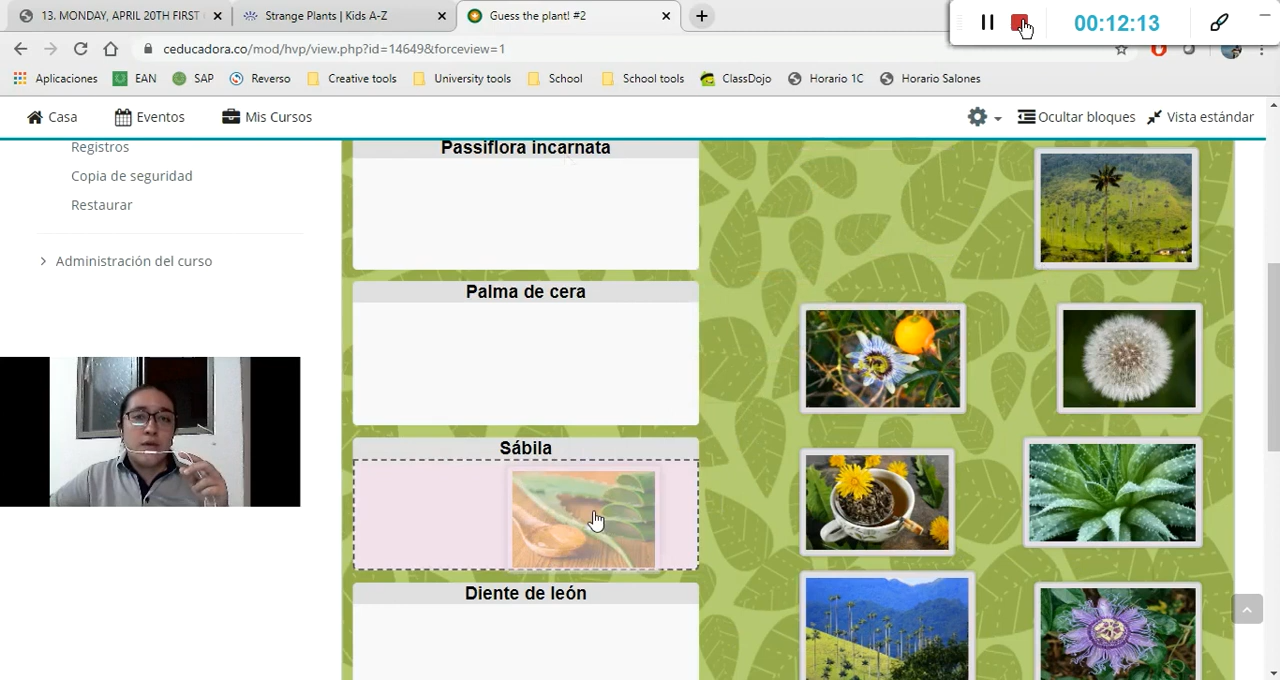 13. MONDAY, APRIL 20TH FIRST
Strange Plants | Kids A-Z
Guess the plant! #2
00:12:13
ceducadora.co/mod/hvp/view.php?id=14649&forceview=1
Aplicaciones
EAN
SAP
Reverso
Creative tools
University tools
School
School tools
ClassDojo
Horario 1C
Horario Salones
Casa
Eventos
Mis Cursos
Ocultar bloques
Vista estándar
Registros
Copia de seguridad
Restaurar
Administración del curso
Passiflora incarnata
Palma de cera
Sábila
Diente de león